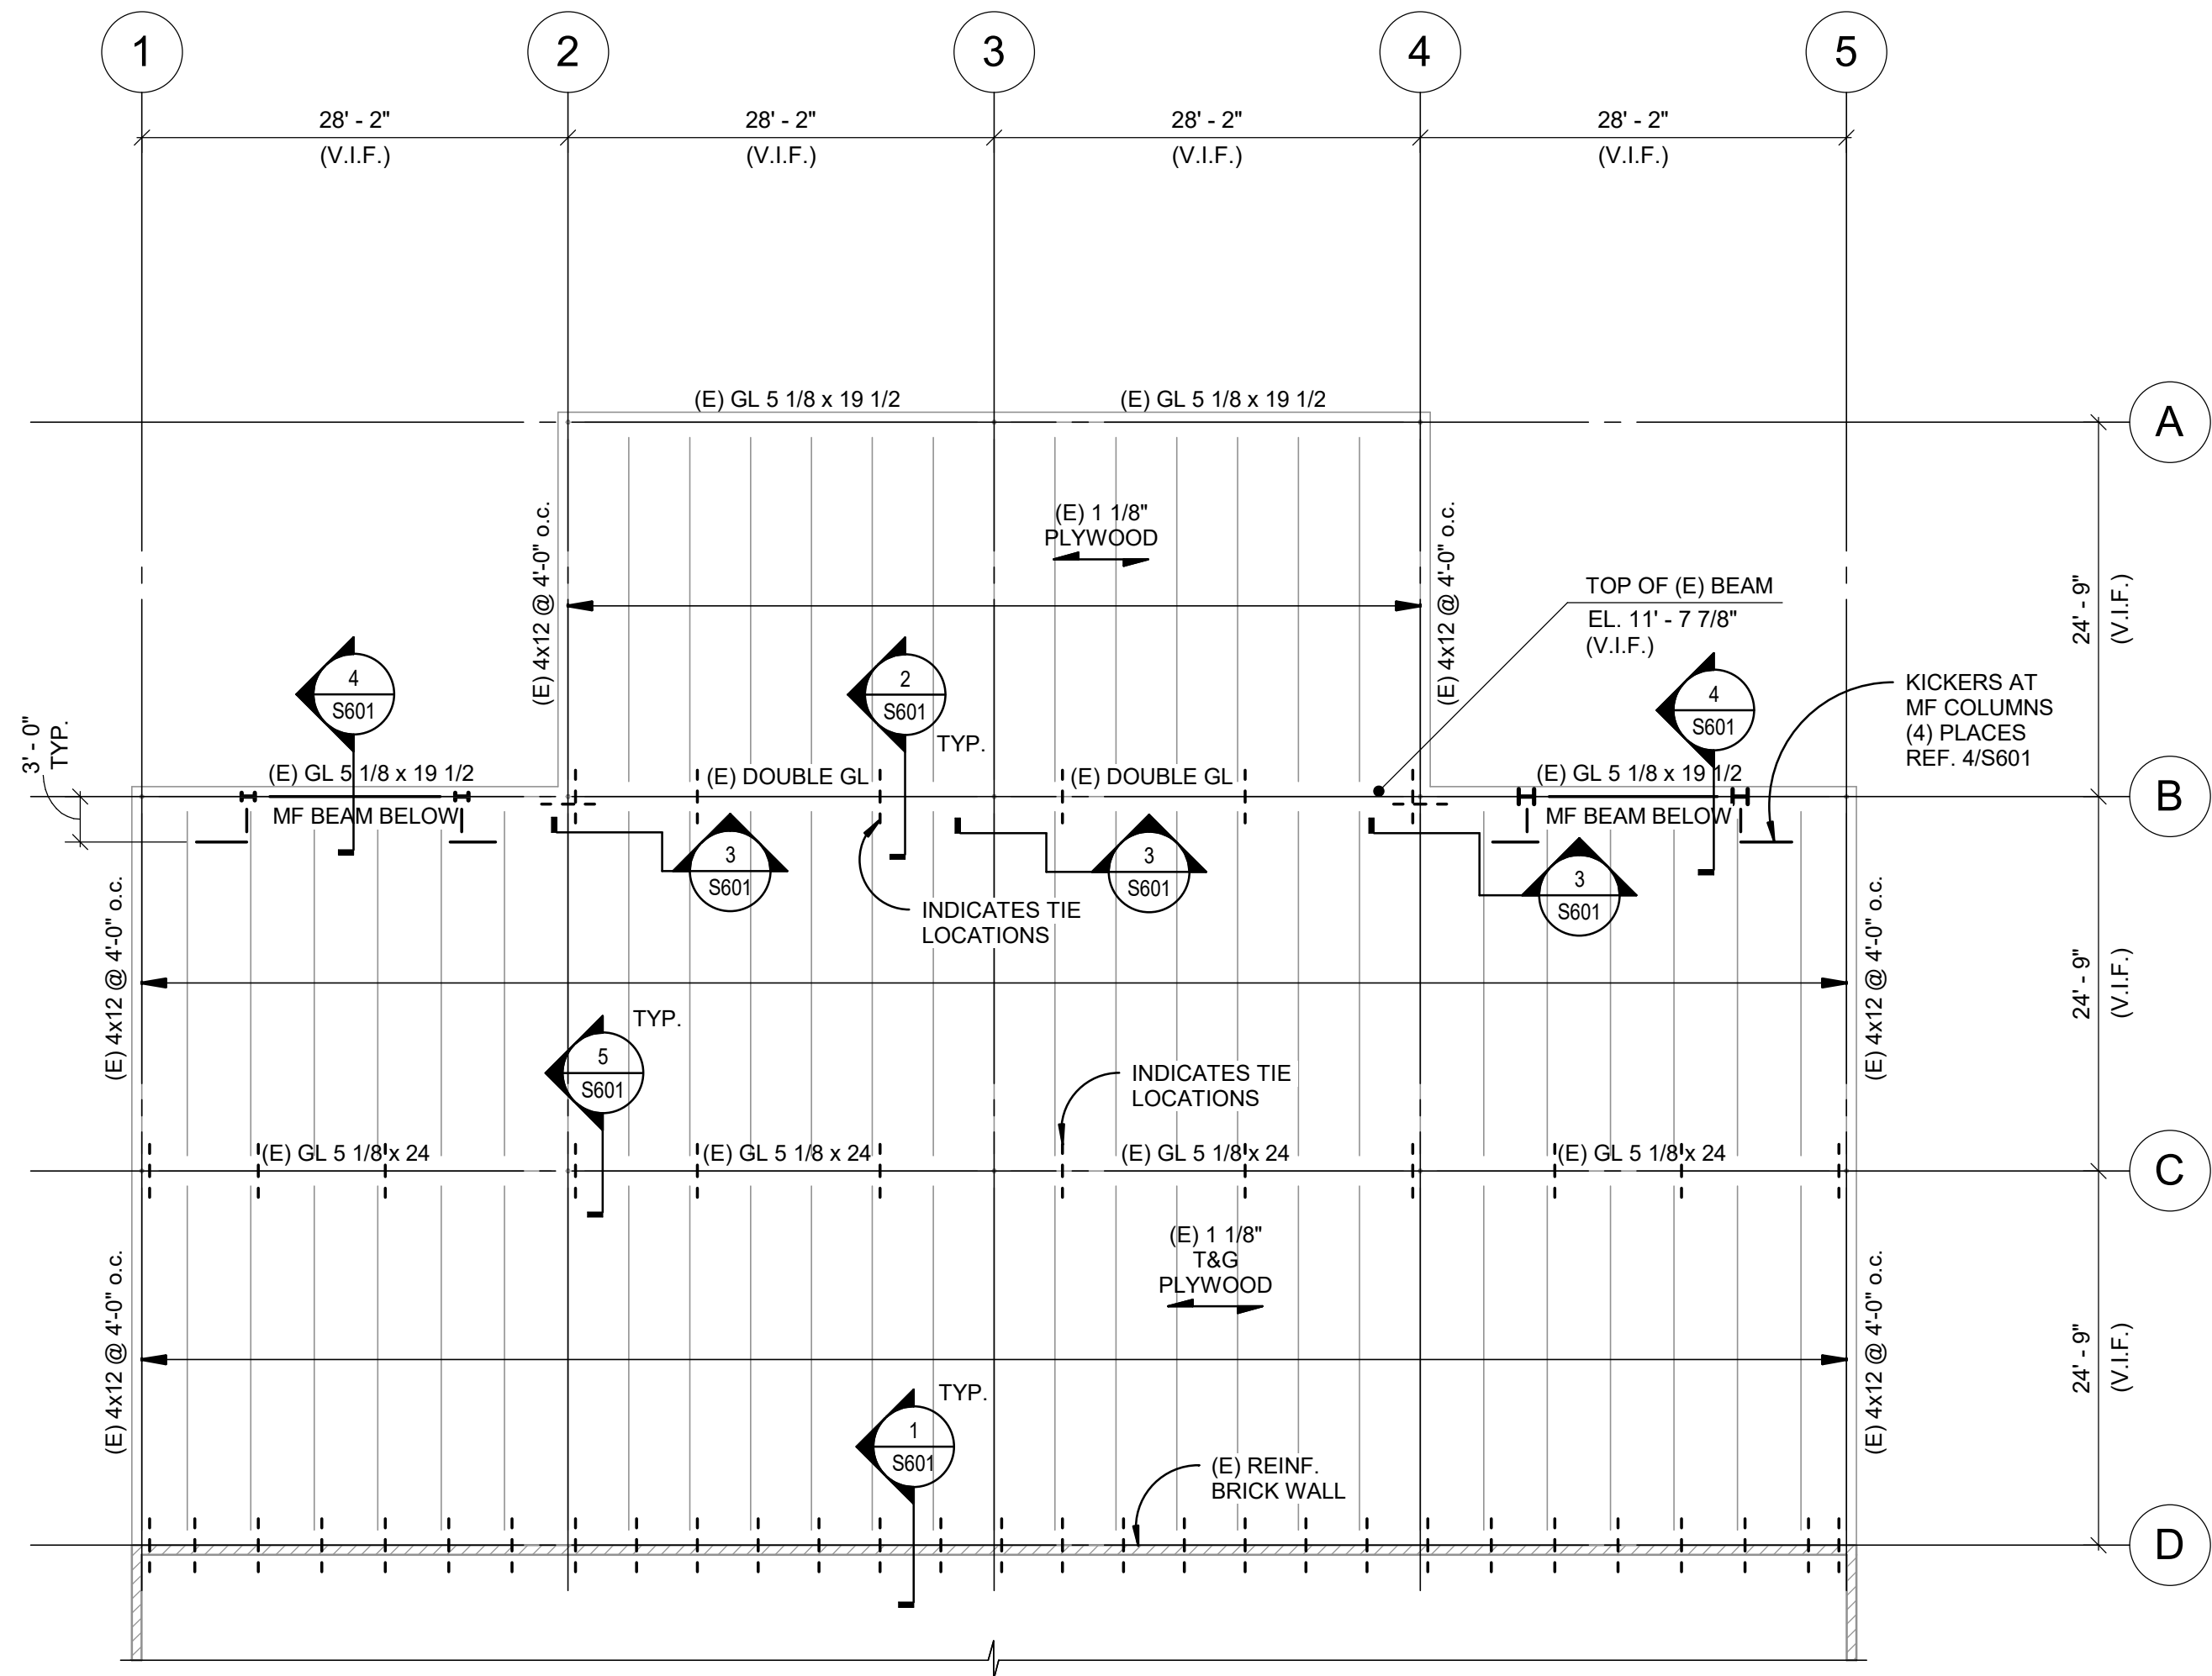 1
2
3
4
5
28' - 2"
(V.I.F.)
28' - 2"
(V.I.F.)
28' - 2"
(V.I.F.)
28' - 2"
(V.I.F.)
(E) GL 5 1/8 x 19 1/2
(E) GL 5 1/8 x 19 1/2
A
(E) 4x12 @ 4'-0" o.c.
(E) 1 1/8"
PLYWOOD
(E) 4x12 @ 4'-0" o.c.
24' - 9"
(V.I.F.)
TOP OF (E) BEAM
EL. 11' - 7 7/8"
(V.I.F.)
4
S601
2
S601
TYP.
4
S601
KICKERS AT
MF COLUMNS
(4) PLACES
REF. 4/S601
3' - 0"
TYP.
(E) GL 5 1/8 x 19 1/2
(E) DOUBLE GL
(E) DOUBLE GL
(E) GL 5 1/8 x 19 1/2
B
MF BEAM BELOW
MF BEAM BELOW
3
S601
3
S601
3
S601
INDICATES TIE
LOCATIONS
(E) 4x12 @ 4'-0" o.c.
(E) 4x12 @ 4'-0" o.c.
24' - 9"
(V.I.F.)
TYP.
5
S601
INDICATES TIE
LOCATIONS
(E) GL 5 1/8 x 24
(E) GL 5 1/8 x 24
(E) GL 5 1/8 x 24
(E) GL 5 1/8 x 24
C
(E) 1 1/8"
T&G
PLYWOOD
(E) 4x12 @ 4'-0" o.c.
(E) 4x12 @ 4'-0" o.c.
24' - 9"
(V.I.F.)
TYP.
1
S601
(E) REINF.
BRICK WALL
D